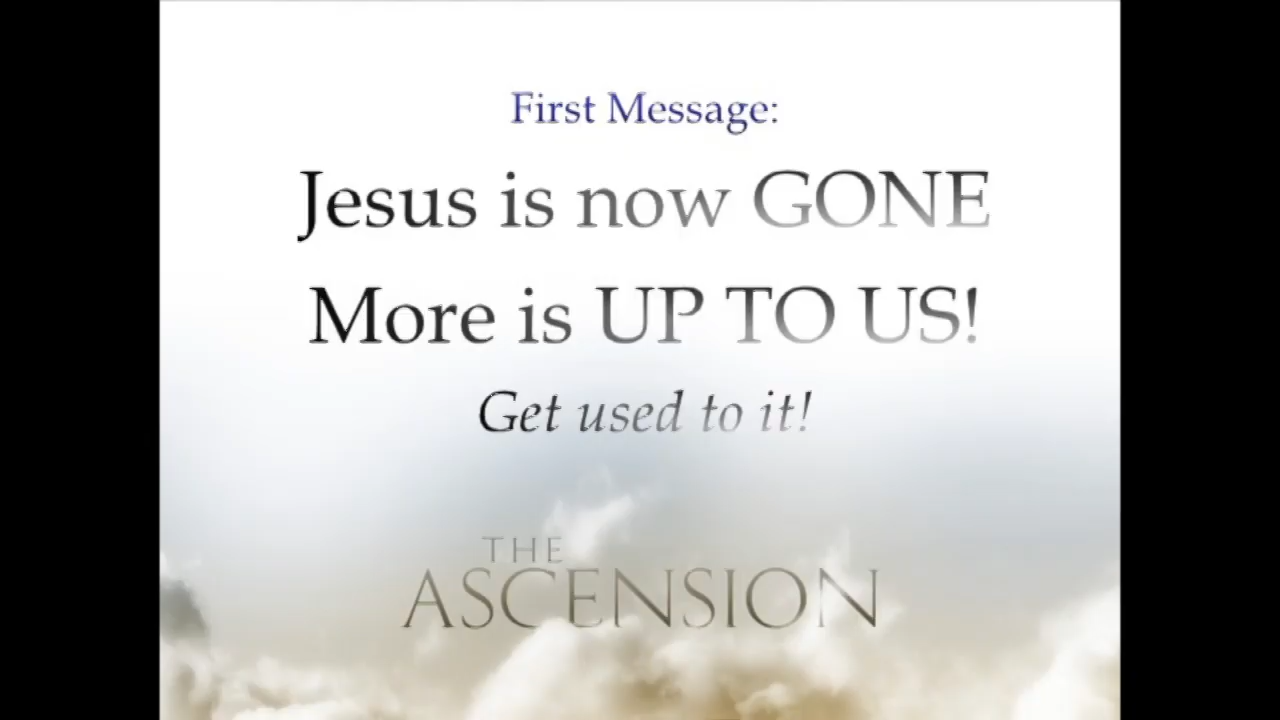 First Message:
Jesus is now GONE
More is UP TO US!
Get used to it!
THE
ASCENSION